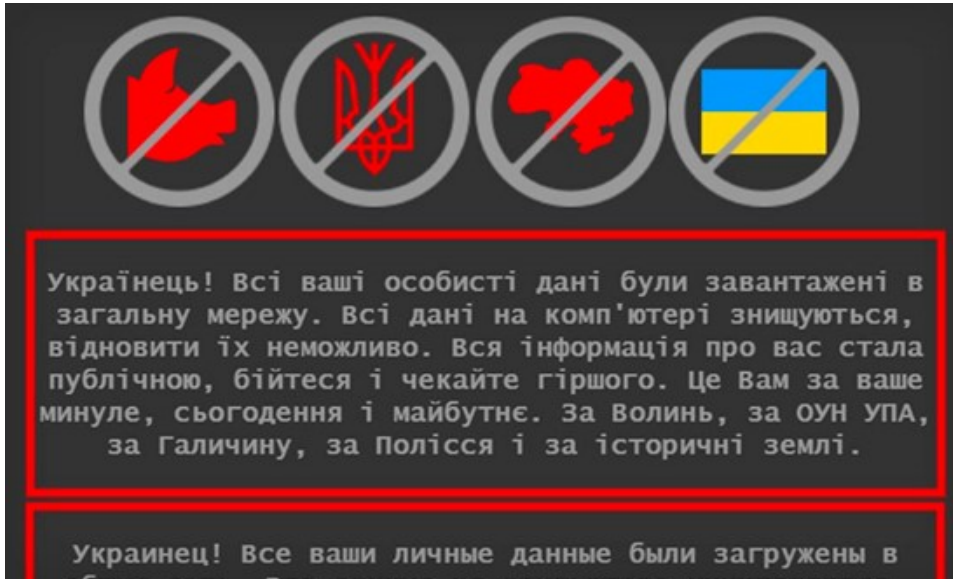 Українець! Всі ваші особисті дані були завантажені в
загальну мережу. Всі дані на комп'ютері знищуються,
відновити їх неможливо. Вся інформація про вас стала
публічною, бійтеся і чекайте гіршого. Це Вам за ваше
минуле, сьогодення і майбутнє. За Волинь, за ОУН УПА,
за Галичину, за Полісся і за історичні землі.
Украинец! Все ваши личные данные были загружены в